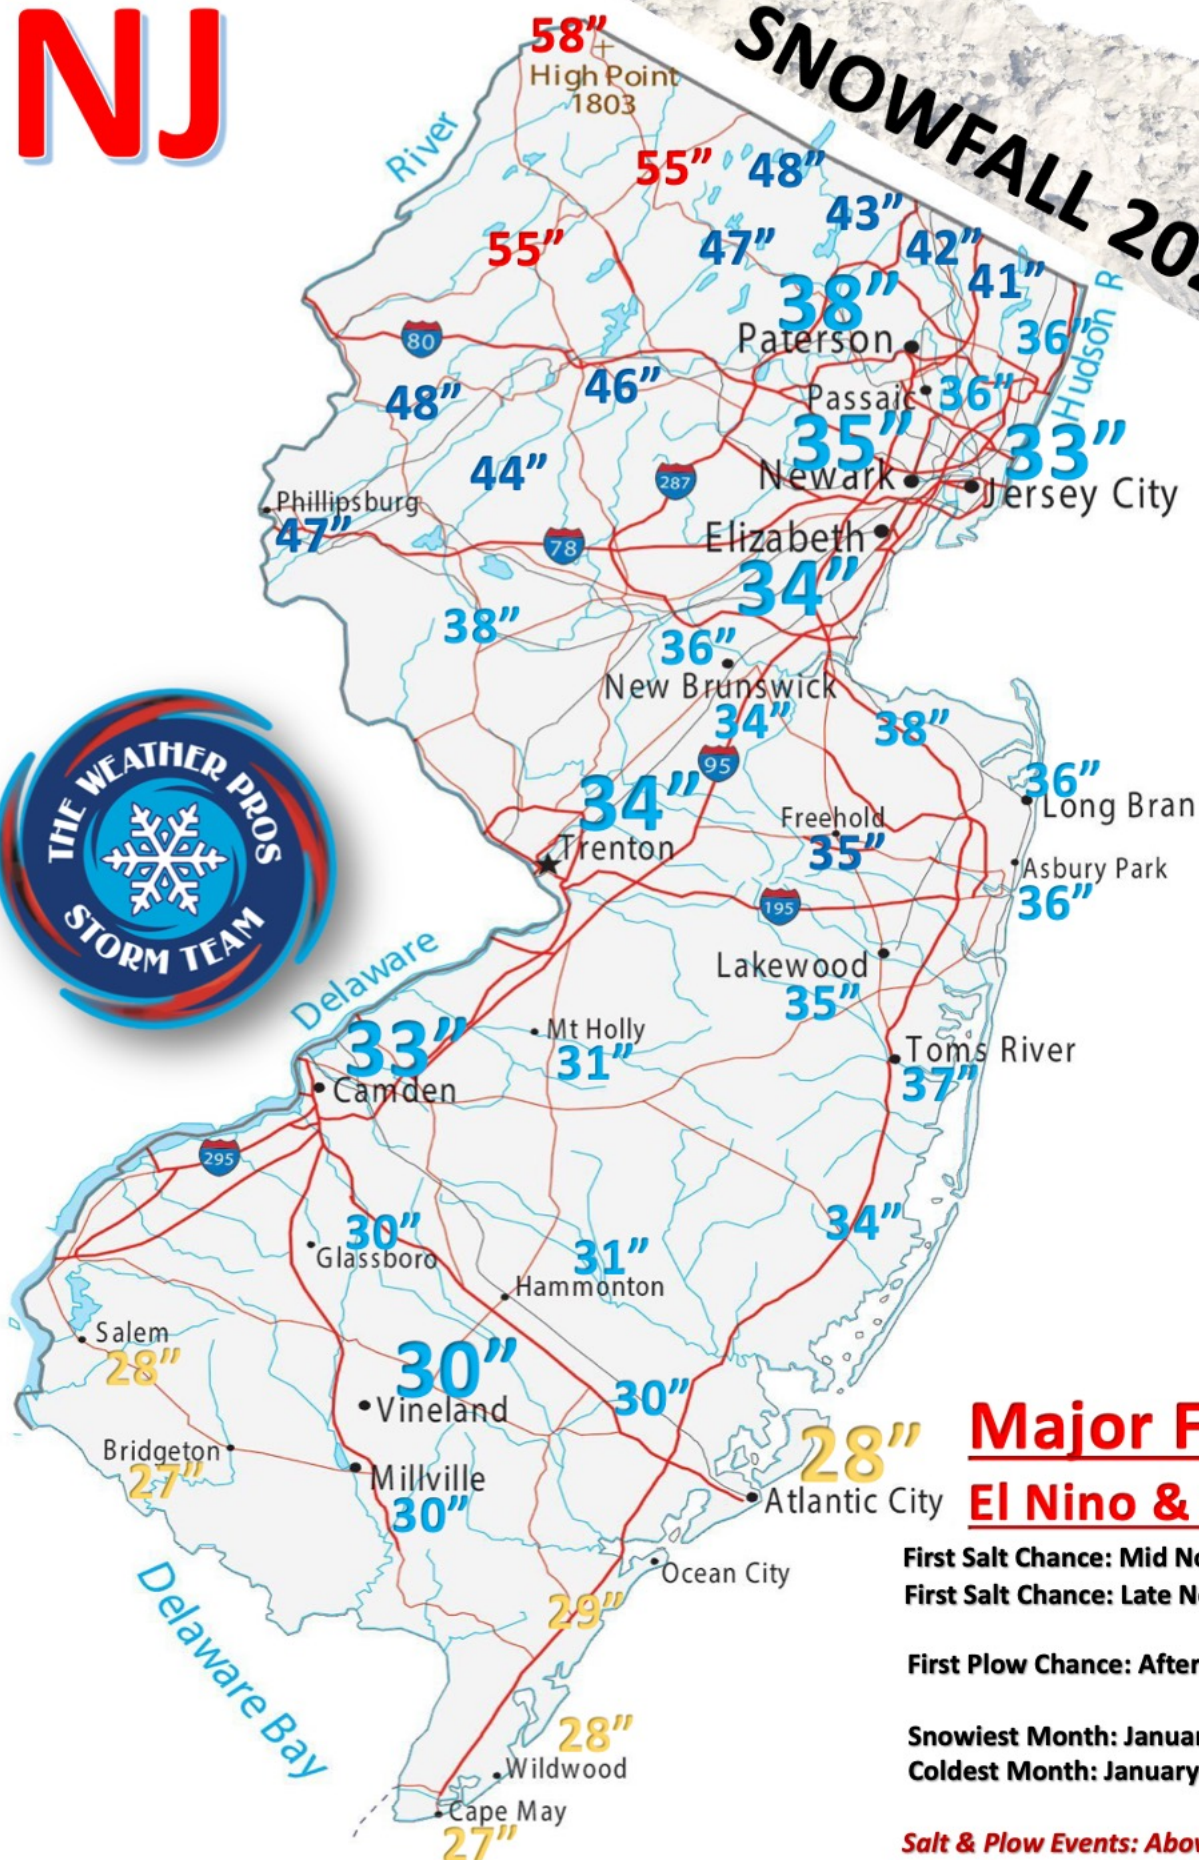 NJ
SNOWFALL 202
58”
High Point
1803
River
55”
48”
43”
55”
47”
42”
41”
38”
Hudson R
80
Paterson
36”
48”
46”
Passaic
36”
35”
33”
44”
287
Newark
Jersey City
Phillipsburg
47”
78
Elizabeth
34”
38”
36”
New Brunswick
34”
38”
THE WEATHER PROS
STORM TEAM
95
36”
34”
Long Bran
Freehold
Trenton
35”
Asbury Park
195
36”
Delaware
Lakewood
35”
33”
Mt Holly
31”
Toms River
37”
Camden
295
30”
Glassboro
31”
34”
Hammonton
Salem
28”
30”
Vineland
30”
28”
Bridgeton
27”
Millville
30”
Atlantic City
Ocean City
29”
Delaware Bay
28”
Wildwood
Cape May
27”
Major F
El Nino &
First Salt Chance: Mid No
First Salt Chance: Late N
First Plow Chance: After
Snowiest Month: Januar
Coldest Month: January
Salt & Plow Events: Abov